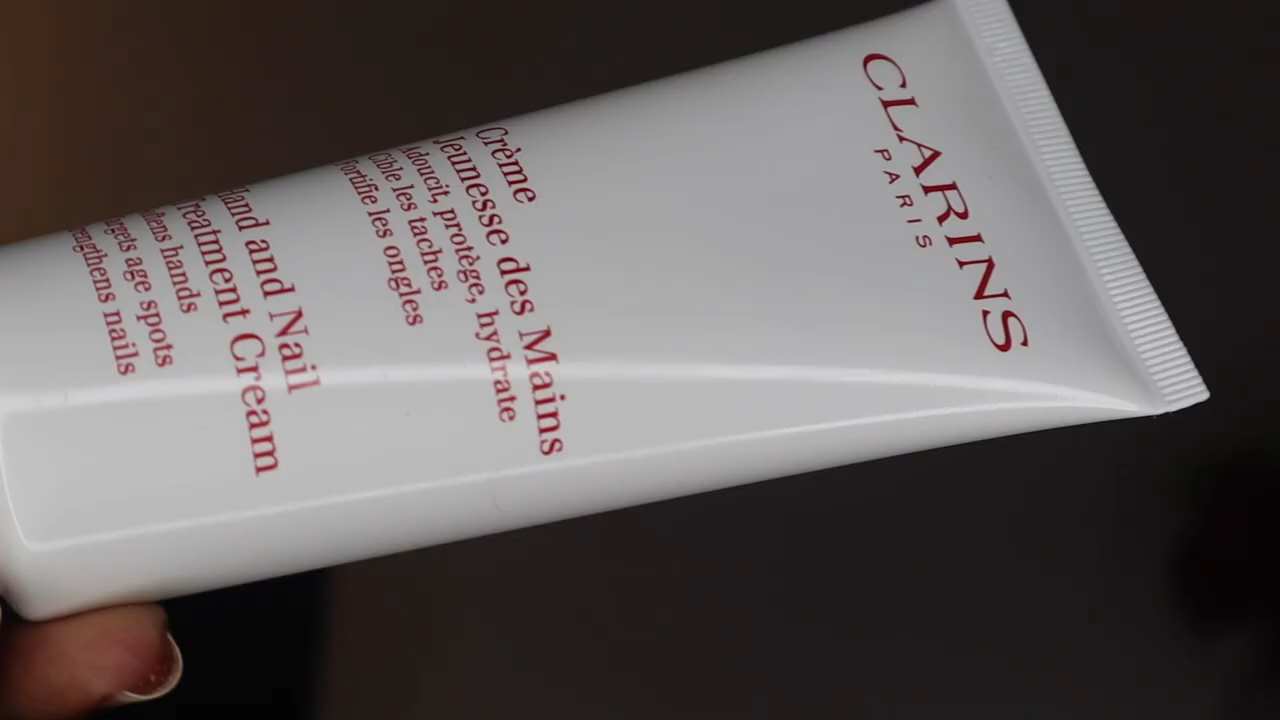 CLARINS
PARIS
Crème
Jeunesse des Mains
Adoucit, protège, hydrate
Cible les taches
Fortifie les ongles
Hand and Nail
Treatment Cream
hands
age spots
nails